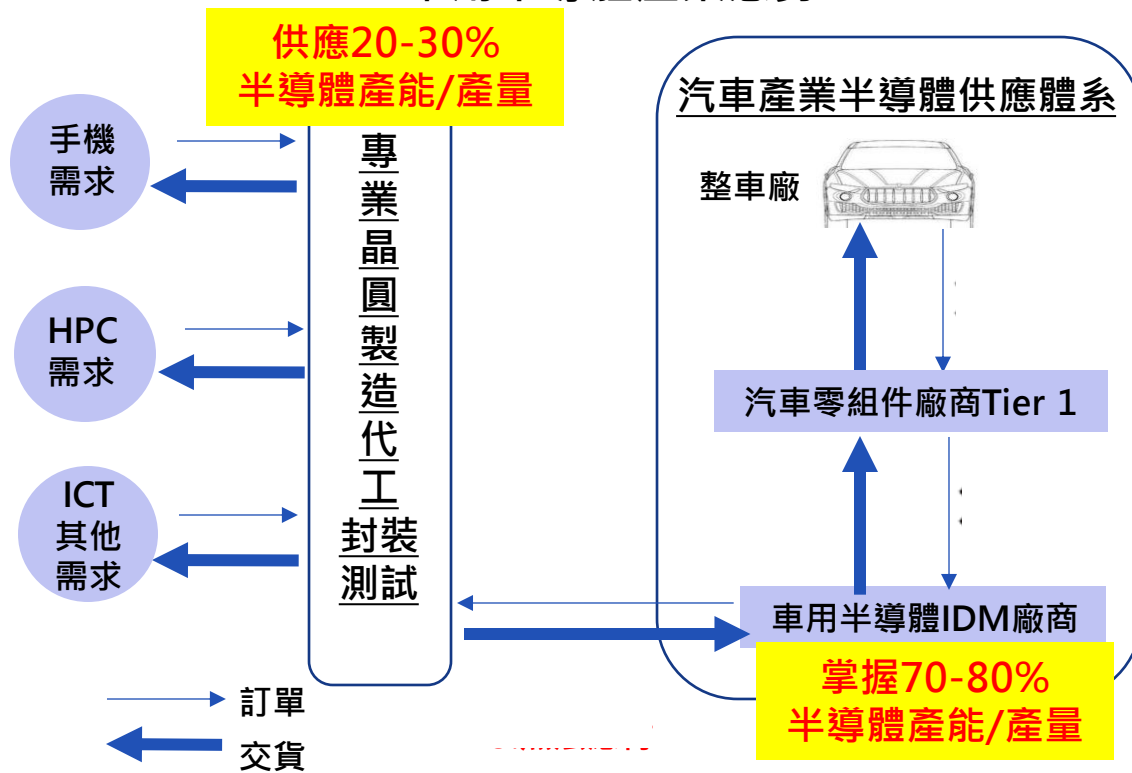 供應20-30%
半導體產能/產量
手機
需求
HPC
需求
ICT
其他
需求
專
業
晶
圓
製
造
代
工
封裝
測試
訂單
交貨
汽車產業半導體供應體系
整車廠
汽車零組件廠商Tier 1
車用半導體IDM廠商
掌握70-80%
半導體產能/產量